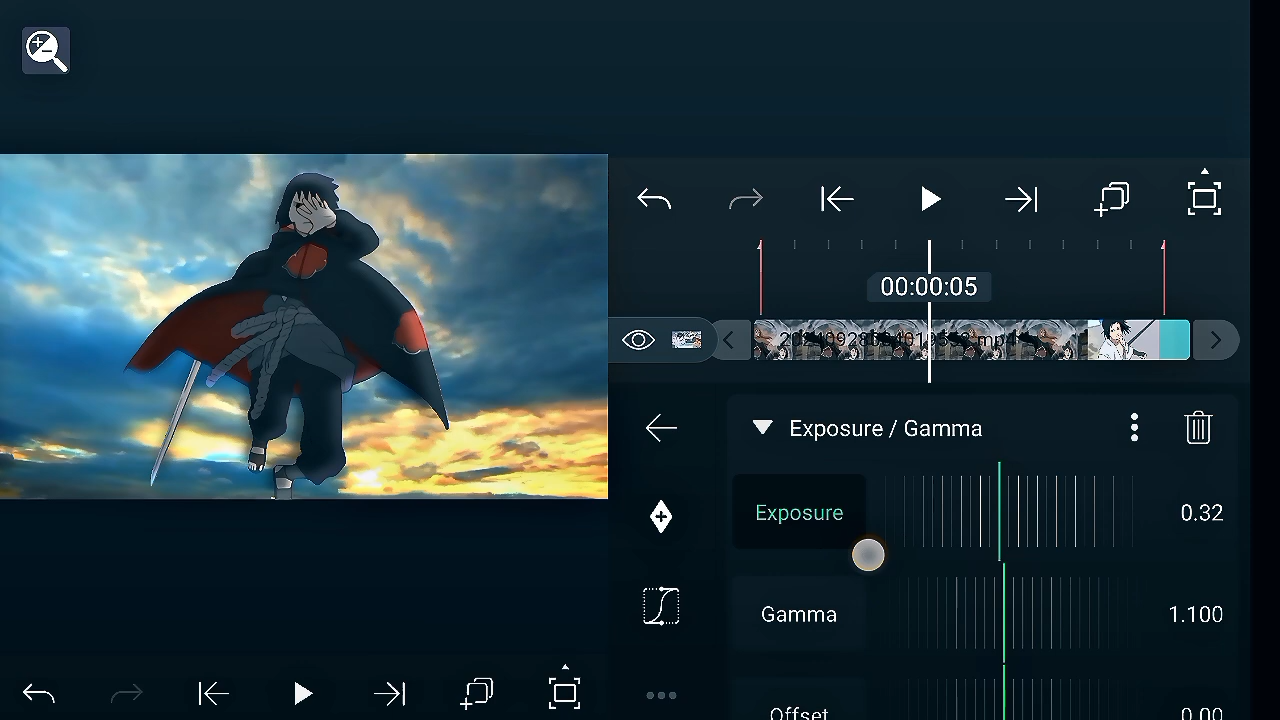 00:00:05
Exposure / Gamma
Exposure
0.32
Gamma
1.100
Offset
0.00